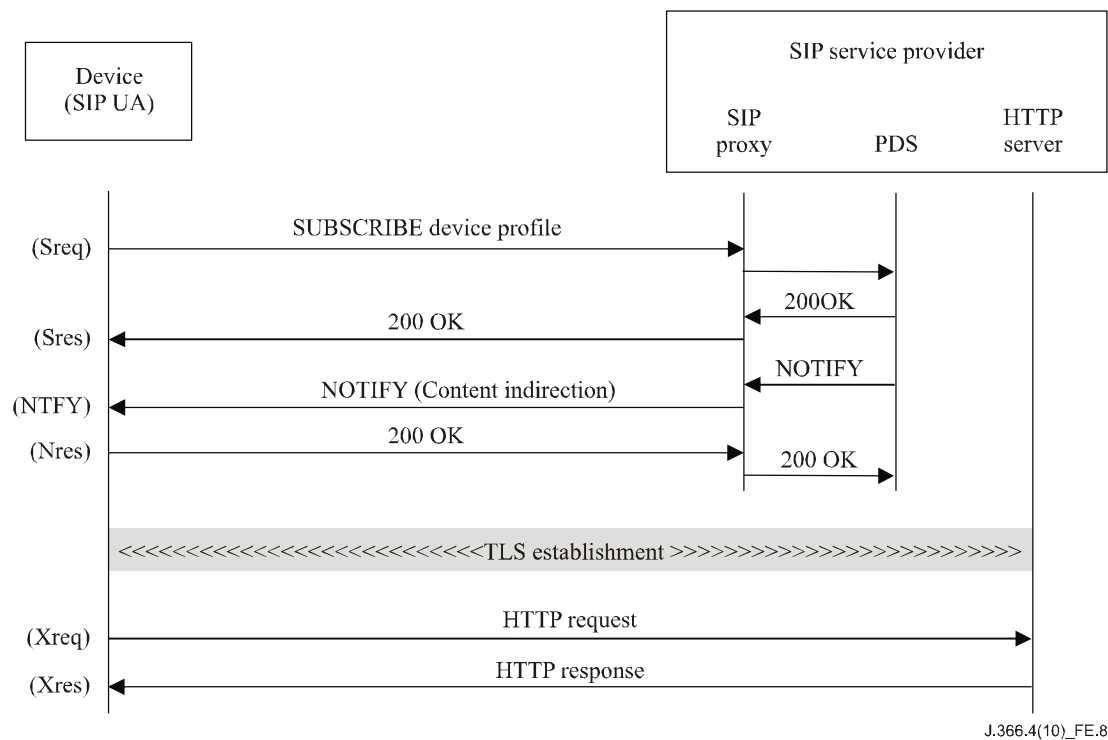 Device
(SIP UA)
SIP service provider
SIP
proxy
PDS
HTTP
server
(Sreq)
SUBSCRIBE device profile
200OK
(Sres)
200 OK
NOTIFY
(NTFY)
NOTIFY (Content indirection)
(Nres)
200 OK
200 OK
<<<<<<<<<<<<<<<<<<<<<<<<<<<TLS establishment >>>>>>>>>>>>>>>>>>>>>>>>>>
(Xreq)
HTTP request
(Xres)
HTTP response
J.366.4(10)_FE.8